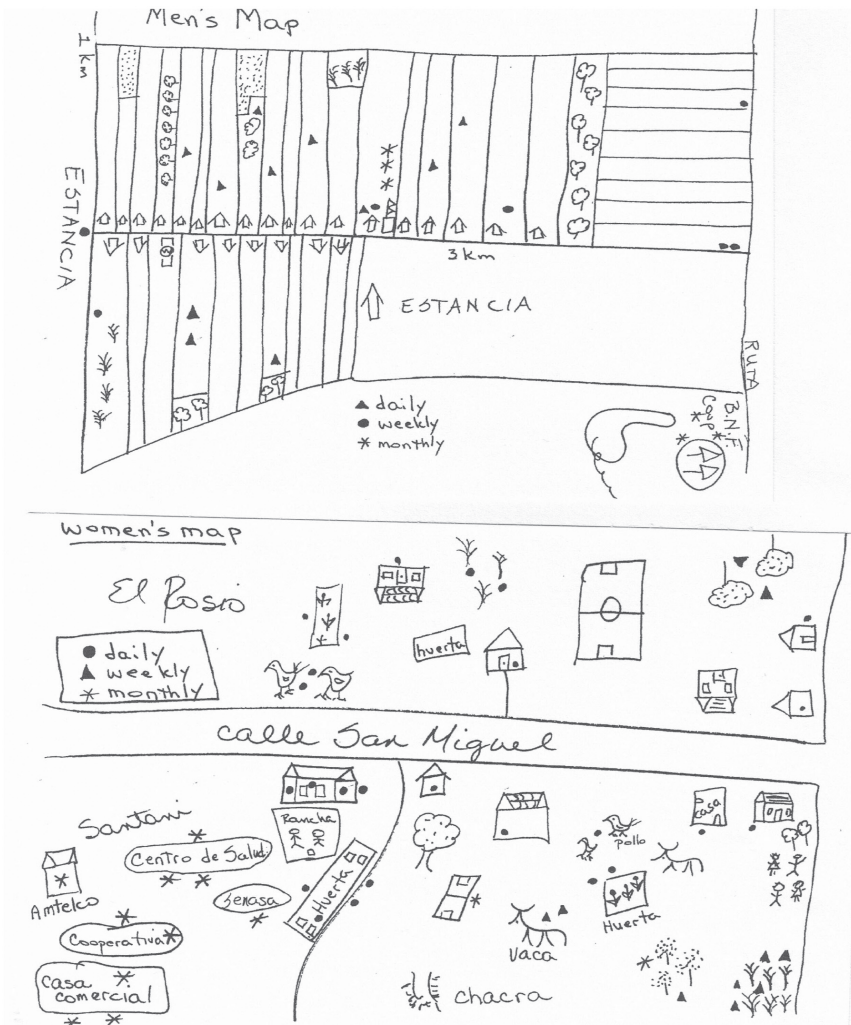 Men's Map
1 km
ESTANCIA
3 km
ESTANCIA
RUTA
▲ daily
● weekly
* monthly
B.N.F.
Coop
women's map
El Rosio
● daily
▲ weekly
* monthly
huerta
calle San Miguel
Santani
Rancha
Centro de Salud
Senasa
Huerta
Amtelco
Cooperativa
casa
comercial
casa
Pollo
Huerta
Vaca
chacra